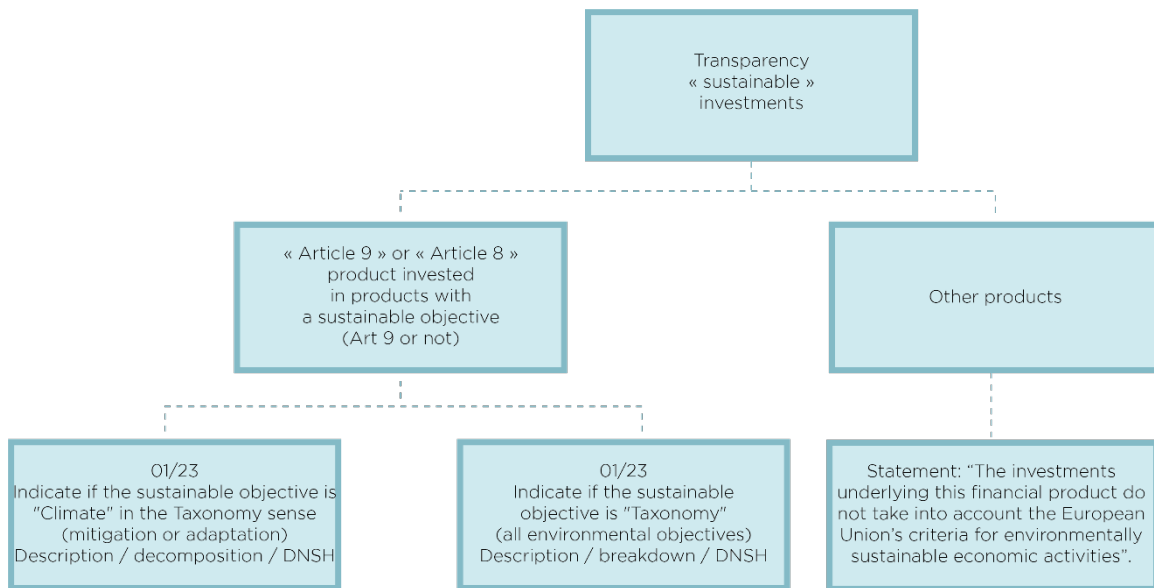 Transparency
« sustainable »
investments
« Article 9 » or « Article 8 »
product invested
in products with
a sustainable objective
(Art 9 or not)
Other products
01/23
Indicate if the sustainable objective is
"Climate" in the Taxonomy sense
(mitigation or adaptation)
Description / decomposition / DNSH
01/23
Indicate if the sustainable
objective is "Taxonomy"
(all environmental objectives)
Description / breakdown / DNSH
Statement: “The investments
underlying this financial product do
not take into account the European
Union’s criteria for environmentally
sustainable economic activities”.